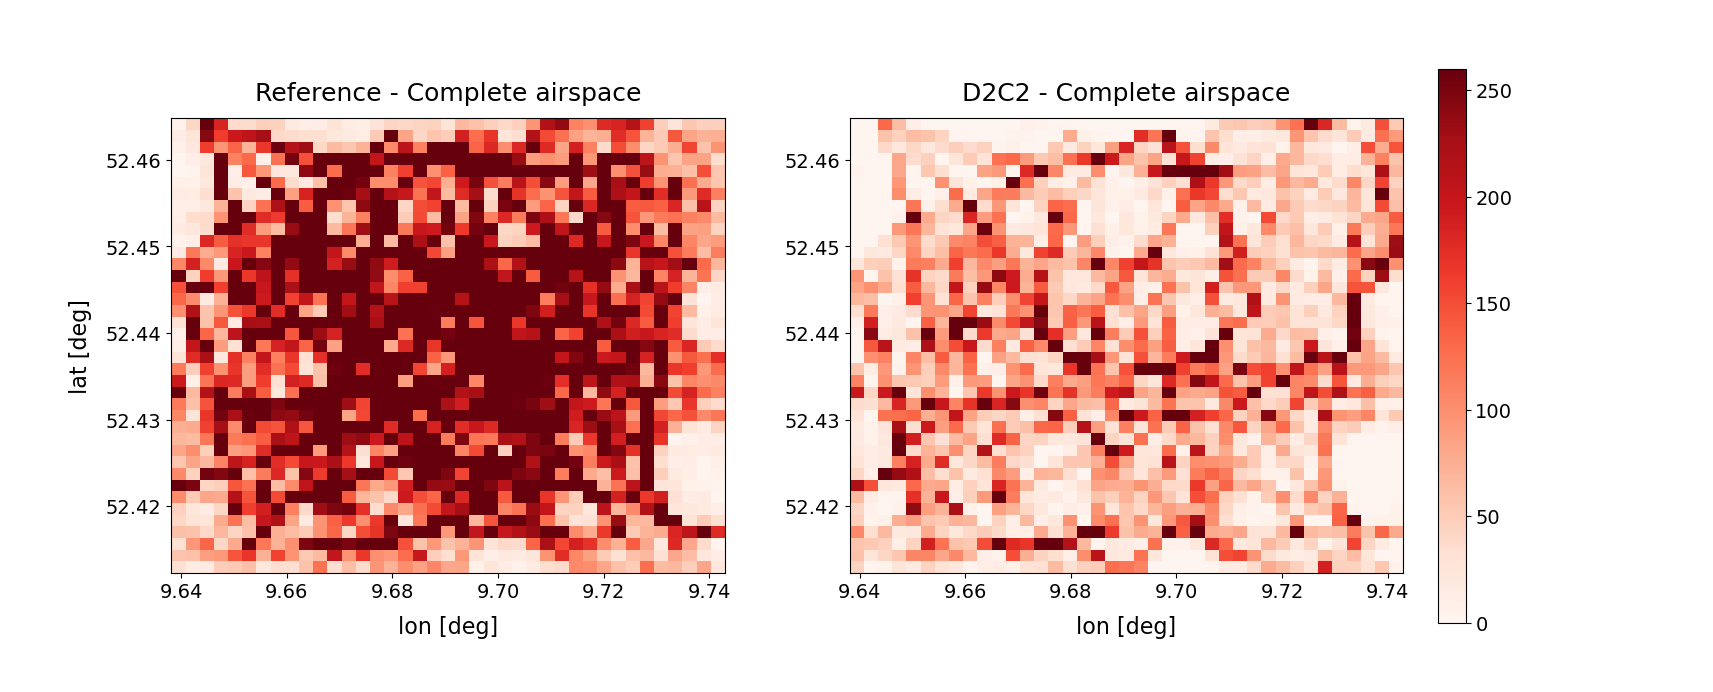 Reference - Complete airspace
D2C2 - Complete airspace
lat [deg]
52.46
52.45
52.44
52.43
52.42
9.64 9.66 9.68 9.70 9.72 9.74
lon [deg]
52.46
52.45
52.44
52.43
52.42
9.64 9.66 9.68 9.70 9.72 9.74
lon [deg]
250
200
150
100
50
0